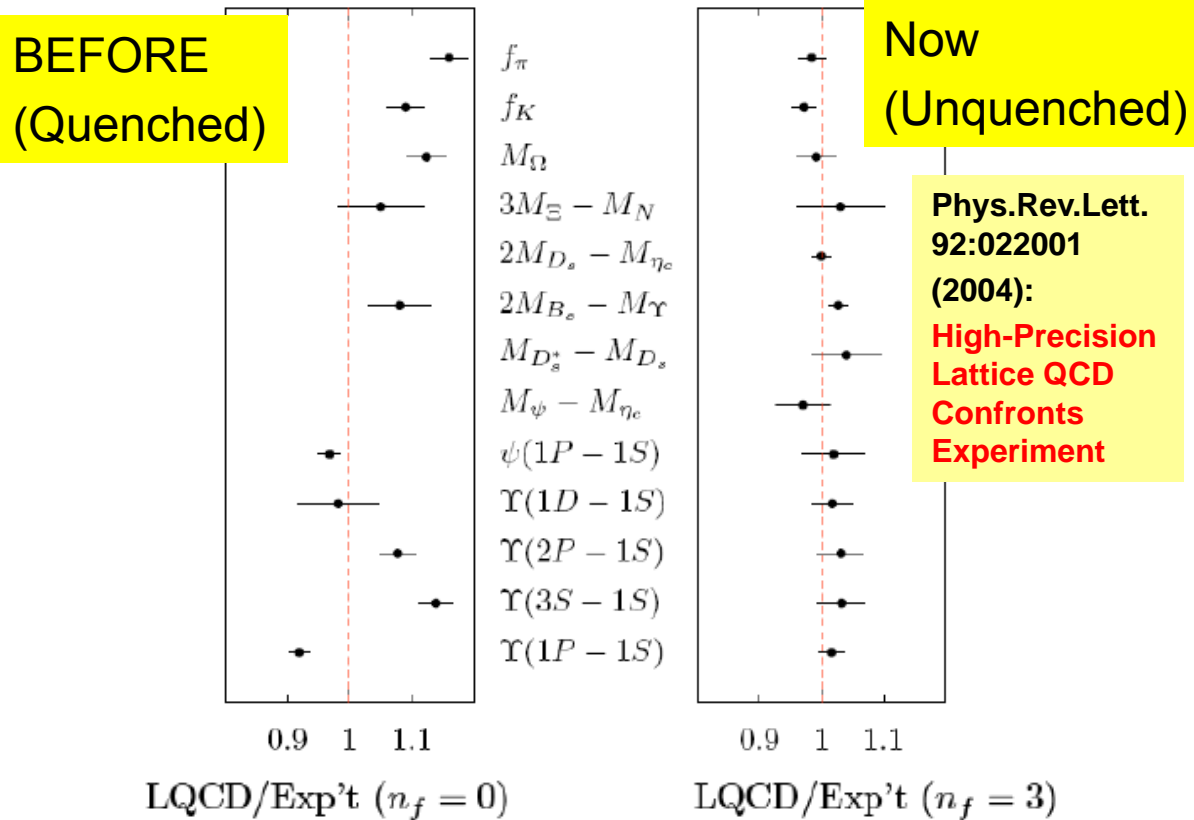 BEFORE
(Quenched)
Now
(Unquenched)
f_π
f_K
M_Ω
3M_Ξ − M_N
2M_{D_s} − M_{η_c}
2M_{B_s} − M_Υ
M_{D_s^*} − M_{D_s}
M_ψ − M_{η_c}
ψ(1P − 1S)
Υ(1D − 1S)
Υ(2P − 1S)
Υ(3S − 1S)
Υ(1P − 1S)
Phys.Rev.Lett.
92:022001
(2004):
High-Precision
Lattice QCD
Confronts
Experiment
0.9 1 1.1
LQCD/Exp't (n_f = 0)
0.9 1 1.1
LQCD/Exp't (n_f = 3)